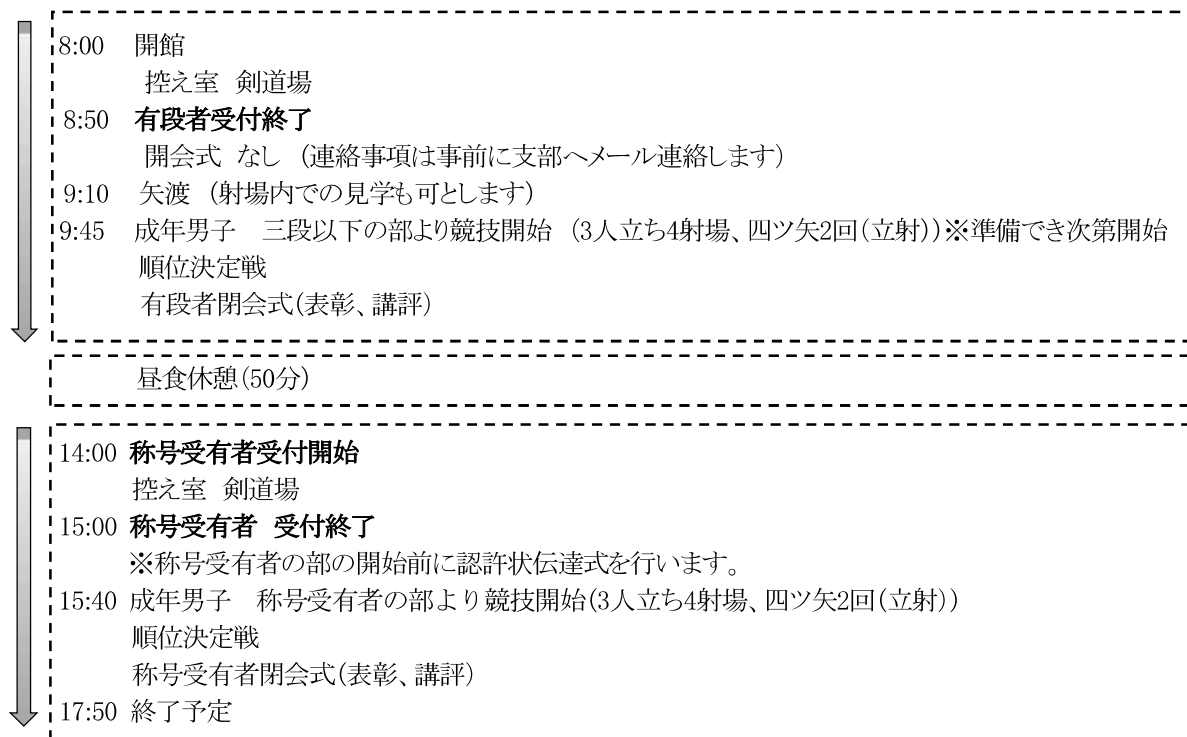 8:00 開館
控え室 剣道場
8:50 有段者受付終了
開会式 なし (連絡事項は事前に支部へメール連絡します)
9:10 矢渡 (射場内での見学も可とします)
9:45 成年男子 三段以下の部より競技開始 (3人立ち4射場、四ツ矢2回(立射))※準備でき次第開始
順位決定戦
有段者閉会式(表彰、講評)
昼食休憩(50分)
14:00 称号受有者受付開始
控え室 剣道場
15:00 称号受有者 受付終了
※称号受有者の部の開始前に認許状伝達式を行います。
15:40 成年男子 称号受有者の部より競技開始(3人立ち4射場、四ツ矢2回(立射))
順位決定戦
称号受有者閉会式(表彰、講評)
17:50 終了予定